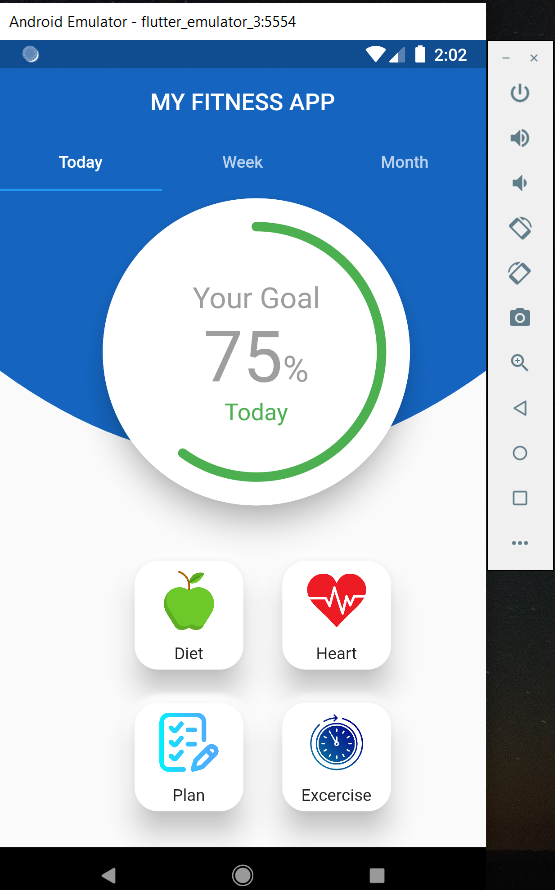 Android Emulator - flutter_emulator_3:5554
2:02
MY FITNESS APP
Today Week Month
Your Goal
75%
Today
Diet Heart
Plan Excercise